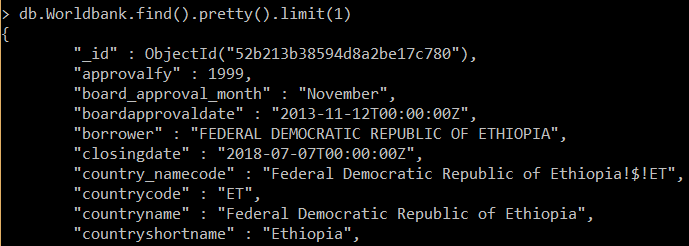 > db.Worldbank.find().pretty().limit(1)
{
"_id" : ObjectId("52b213b38594d8a2be17c780"),
"approvalfy" : 1999,
"board_approval_month" : "November",
"boardapprovaldate" : "2013-11-12T00:00:00Z",
"borrower" : "FEDERAL DEMOCRATIC REPUBLIC OF ETHIOPIA",
"closingdate" : "2018-07-07T00:00:00Z",
"country_namecode" : "Federal Democratic Republic of Ethiopia!$!ET",
"countrycode" : "ET",
"countryname" : "Federal Democratic Republic of Ethiopia",
"countryshortname" : "Ethiopia",